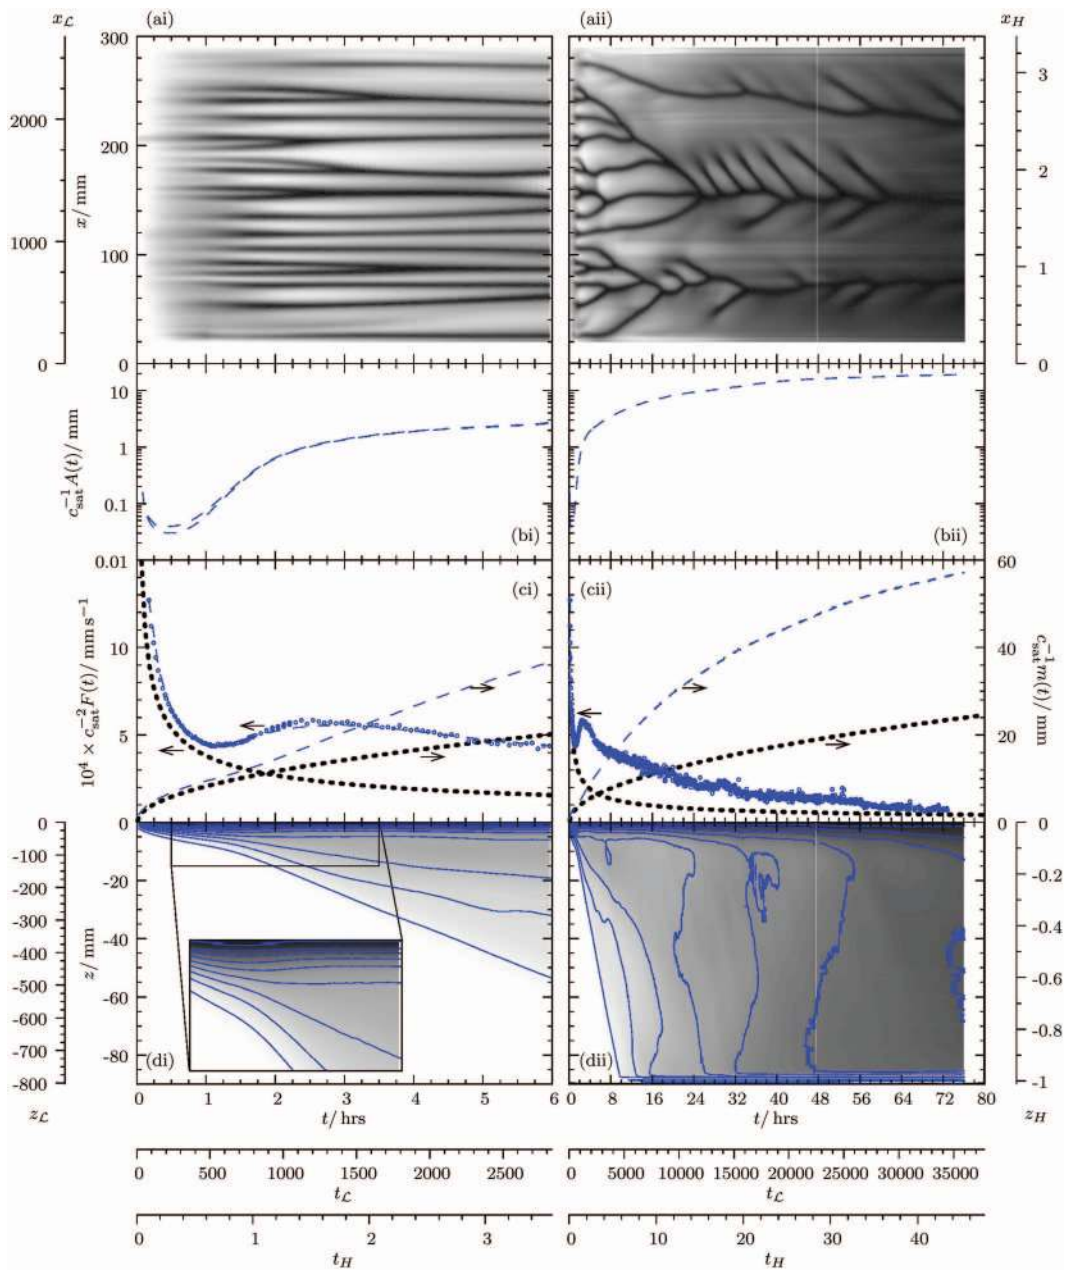 x_𝓛 (ai) (aii) x_H
300
250
200
150
100
50
0
x/ mm
2000
1000
0
3
2
1
0
10
1
0.1
0.01
c_sat^{-1} A(t)/ mm
(bi) (bii)
(ci) (cii)
10
5
0
10^4 × c_sat^{-2} F(t)/ mm s^{-1}
60
40
20
0
c_sat^{-1} m(t)/ mm
0
-100
-200
-300
-400
-500
-600
-700
-800
z_𝓛
0
-20
-40
-60
-80
z/ mm
(di) (dii)
0
-0.2
-0.4
-0.6
-0.8
-1
z_H
0 1 2 3 4 5 6
t/ hrs
0 8 16 24 32 40 48 56 64 72 80
t/ hrs
0 500 1000 1500 2000 2500
t_𝓛
0 5000 10000 15000 20000 25000 30000 35000
t_𝓛
0 1 2 3
t_H
0 10 20 30 40
t_H